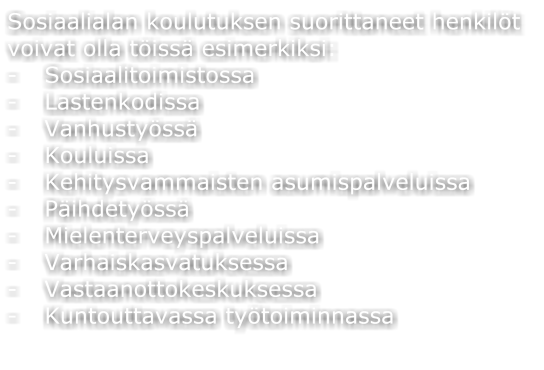 Sosiaalialan koulutuksen suorittaneet henkilöt
voivat olla töissä esimerkiksi:
- Sosiaalitoimistossa
- Lastenkodissa
- Vanhustyössä
- Kouluissa
- Kehitysvammaisten asumispalveluissa
- Päihdetyössä
- Mielenterveyspalveluissa
- Varhaiskasvatuksessa
- Vastaanottokeskuksessa
- Kuntouttavassa työtoiminnassa